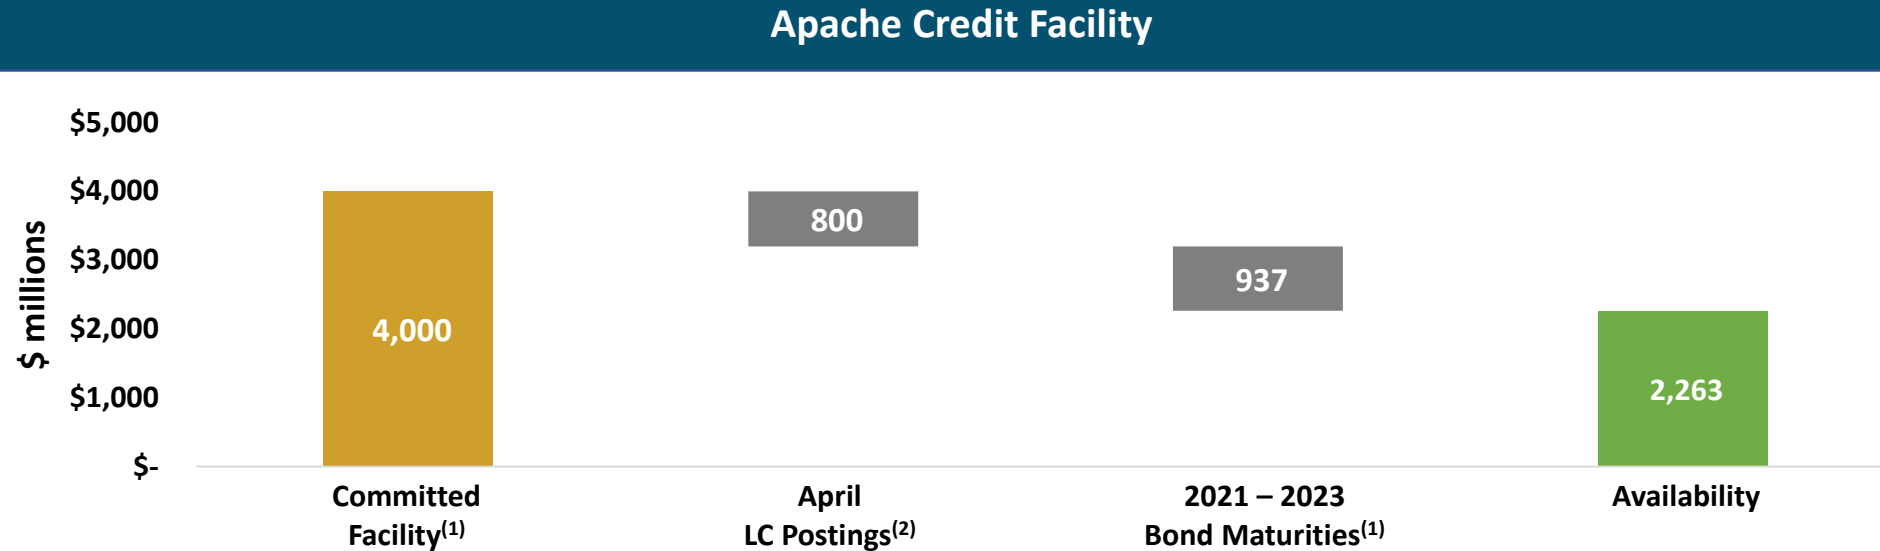 Apache Credit Facility
$ millions
$5,000
$4,000
$3,000
$2,000
$1,000
$-
4,000
800
937
2,263
Committed
Facility(1)
April
LC Postings(2)
2021 – 2023
Bond Maturities(1)
Availability